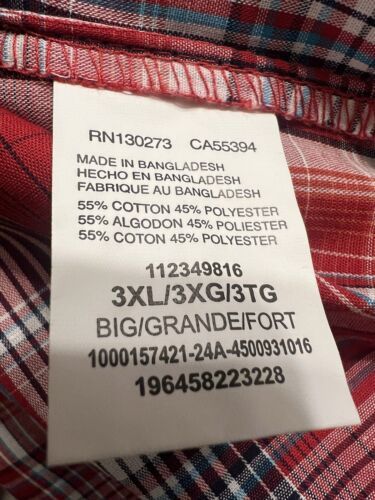 RN130273 CA55394
MADE IN BANGLADESH
HECHO EN BANGLADESH
FABRIQUE AU BANGLADESH
55% COTTON 45% POLYESTER
55% ALGODON 45% POLIESTER
55% COTON 45% POLYESTER
112349816
3XL/3XG/3TG
BIG/GRANDE/FORT
1000157421-24A-4500931016
196458223228